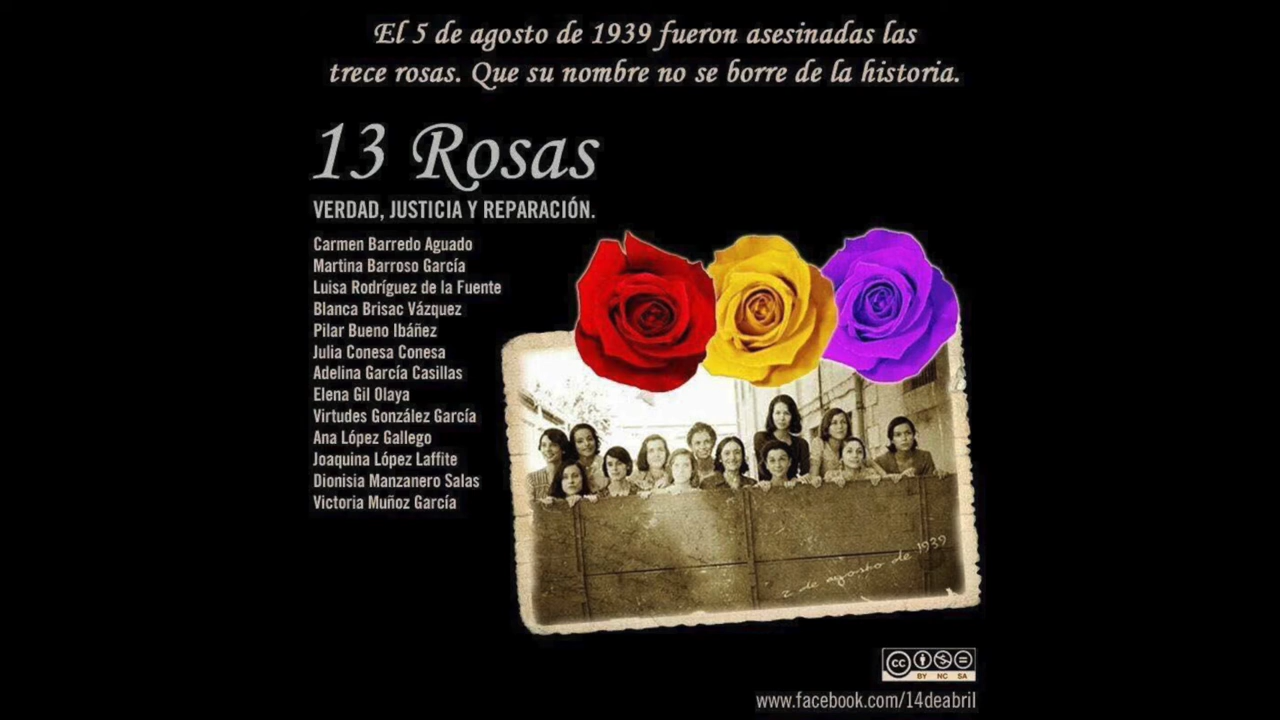 El 5 de agosto de 1939 fueron asesinadas las
trece rosas. Que su nombre no se borre de la historia.
13 Rosas
VERDAD, JUSTICIA Y REPARACIÓN.
Carmen Barredo Aguado
Martina Barroso García
Luisa Rodríguez de la Fuente
Blanca Brisac Vázquez
Pilar Bueno Ibáñez
Julia Conesa Conesa
Adelina García Casillas
Elena Gil Olaya
Virtudes González García
Ana López Gallego
Joaquina López Laffite
Dionisia Manzanero Salas
Victoria Muñoz García
2 de agosto de 1939
cc
BY NC SA
www.facebook.com/14deabril